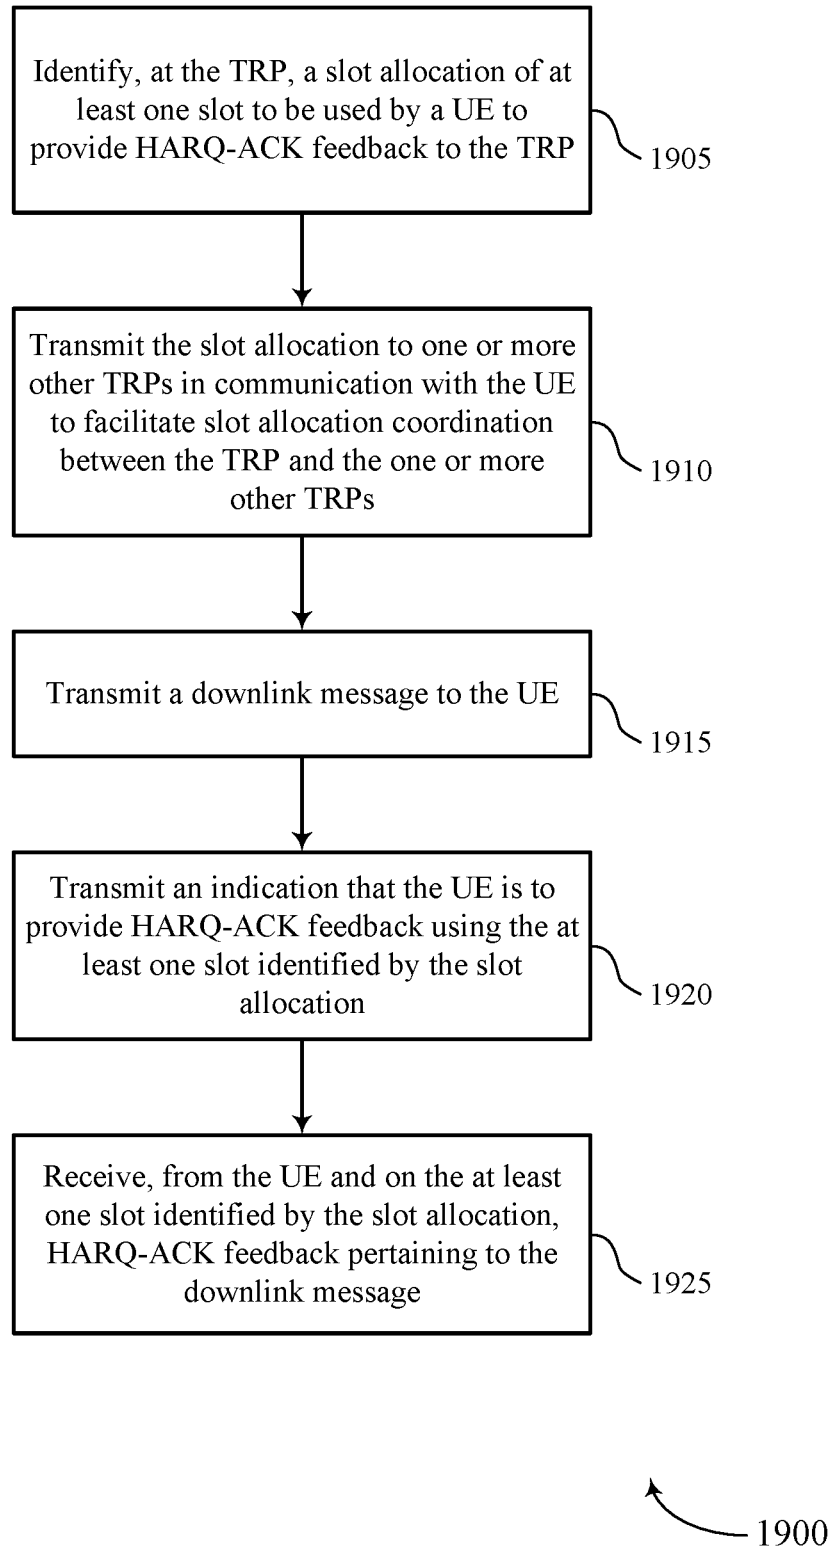 Identify, at the TRP, a slot allocation of at
least one slot to be used by a UE to
provide HARQ-ACK feedback to the TRP
1905
Transmit the slot allocation to one or more
other TRPs in communication with the UE
to facilitate slot allocation coordination
between the TRP and the one or more
other TRPs
1910
Transmit a downlink message to the UE
1915
Transmit an indication that the UE is to
provide HARQ-ACK feedback using the at
least one slot identified by the slot
allocation
1920
Receive, from the UE and on the at least
one slot identified by the slot allocation,
HARQ-ACK feedback pertaining to the
downlink message
1925
1900